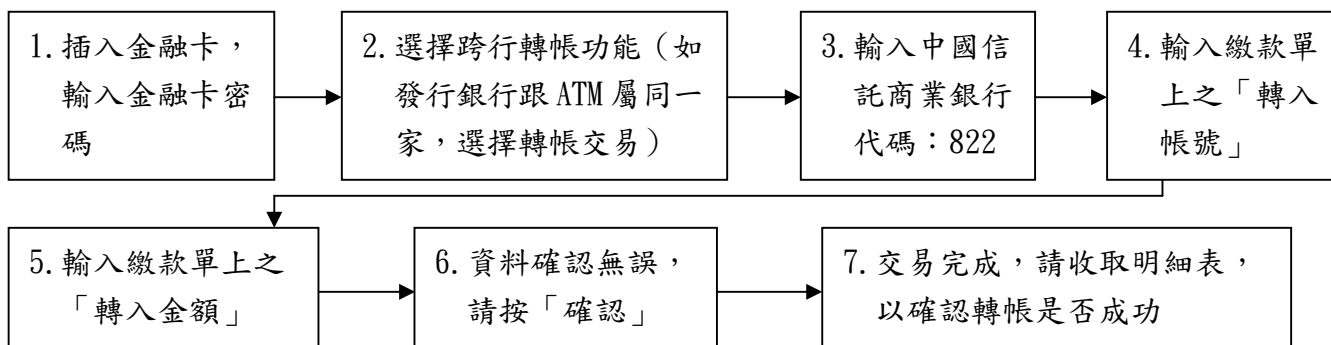 1.插入金融卡，
輸入金融卡密
碼
2.選擇跨行轉帳功能（如
發行銀行跟 ATM 屬同一
家，選擇轉帳交易）
3.輸入中國信
託商業銀行
代碼：822
4.輸入繳款單
上之「轉入
帳號」
5.輸入繳款單上之
「轉入金額」
6.資料確認無誤，
請按「確認」
7.交易完成，請收取明細表，
以確認轉帳是否成功